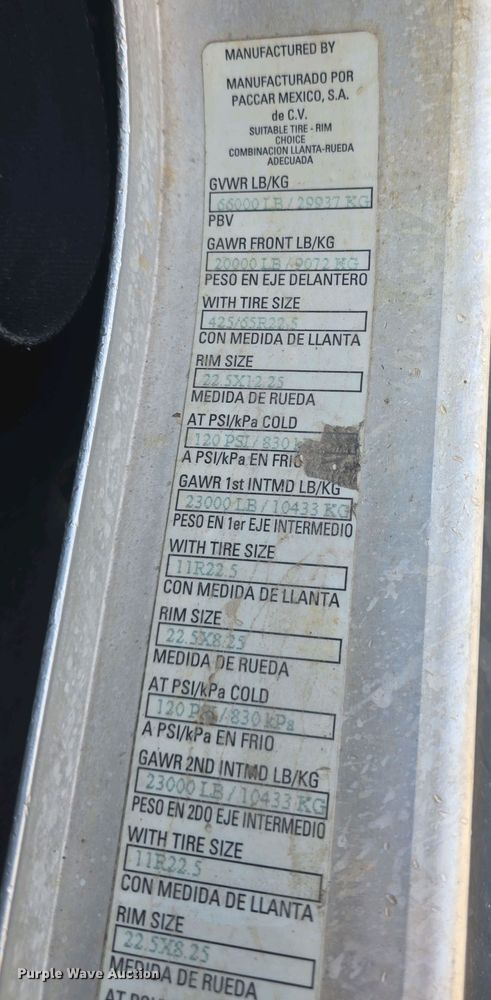 MANUFACTURED BY
MANUFACTURADO POR
PACCAR MEXICO, S.A.
de C.V.
SUITABLE TIRE - RIM
CHOICE
COMBINACION LLANTA-RUEDA
ADECUADA
GVWR LB/KG
66000 LB / 29937 KG
PBV
GAWR FRONT LB/KG
20000 LB / 9072 KG
PESO EN EJE DELANTERO
WITH TIRE SIZE
425/65R22.5
CON MEDIDA DE LLANTA
RIM SIZE
22.5X12.25
MEDIDA DE RUEDA
AT PSI/kPa COLD
120 PSI / 830
A PSI/kPa EN FRIO
GAWR 1st INTMD LB/KG
23000 LB / 10433 KG
PESO EN 1er EJE INTERMEDIO
WITH TIRE SIZE
11R22.5
CON MEDIDA DE LLANTA
RIM SIZE
22.5X8.25
MEDIDA DE RUEDA
AT PSI/kPa COLD
120 PSI / 830 kPa
A PSI/kPa EN FRIO
GAWR 2ND INTMD LB/KG
23000 LB / 10433 KG
PESO EN 2DO EJE INTERMEDIO
WITH TIRE SIZE
11R22.5
CON MEDIDA DE LLANTA
RIM SIZE
22.5X8.25
MEDIDA DE RUEDA
Purple Wave Auction